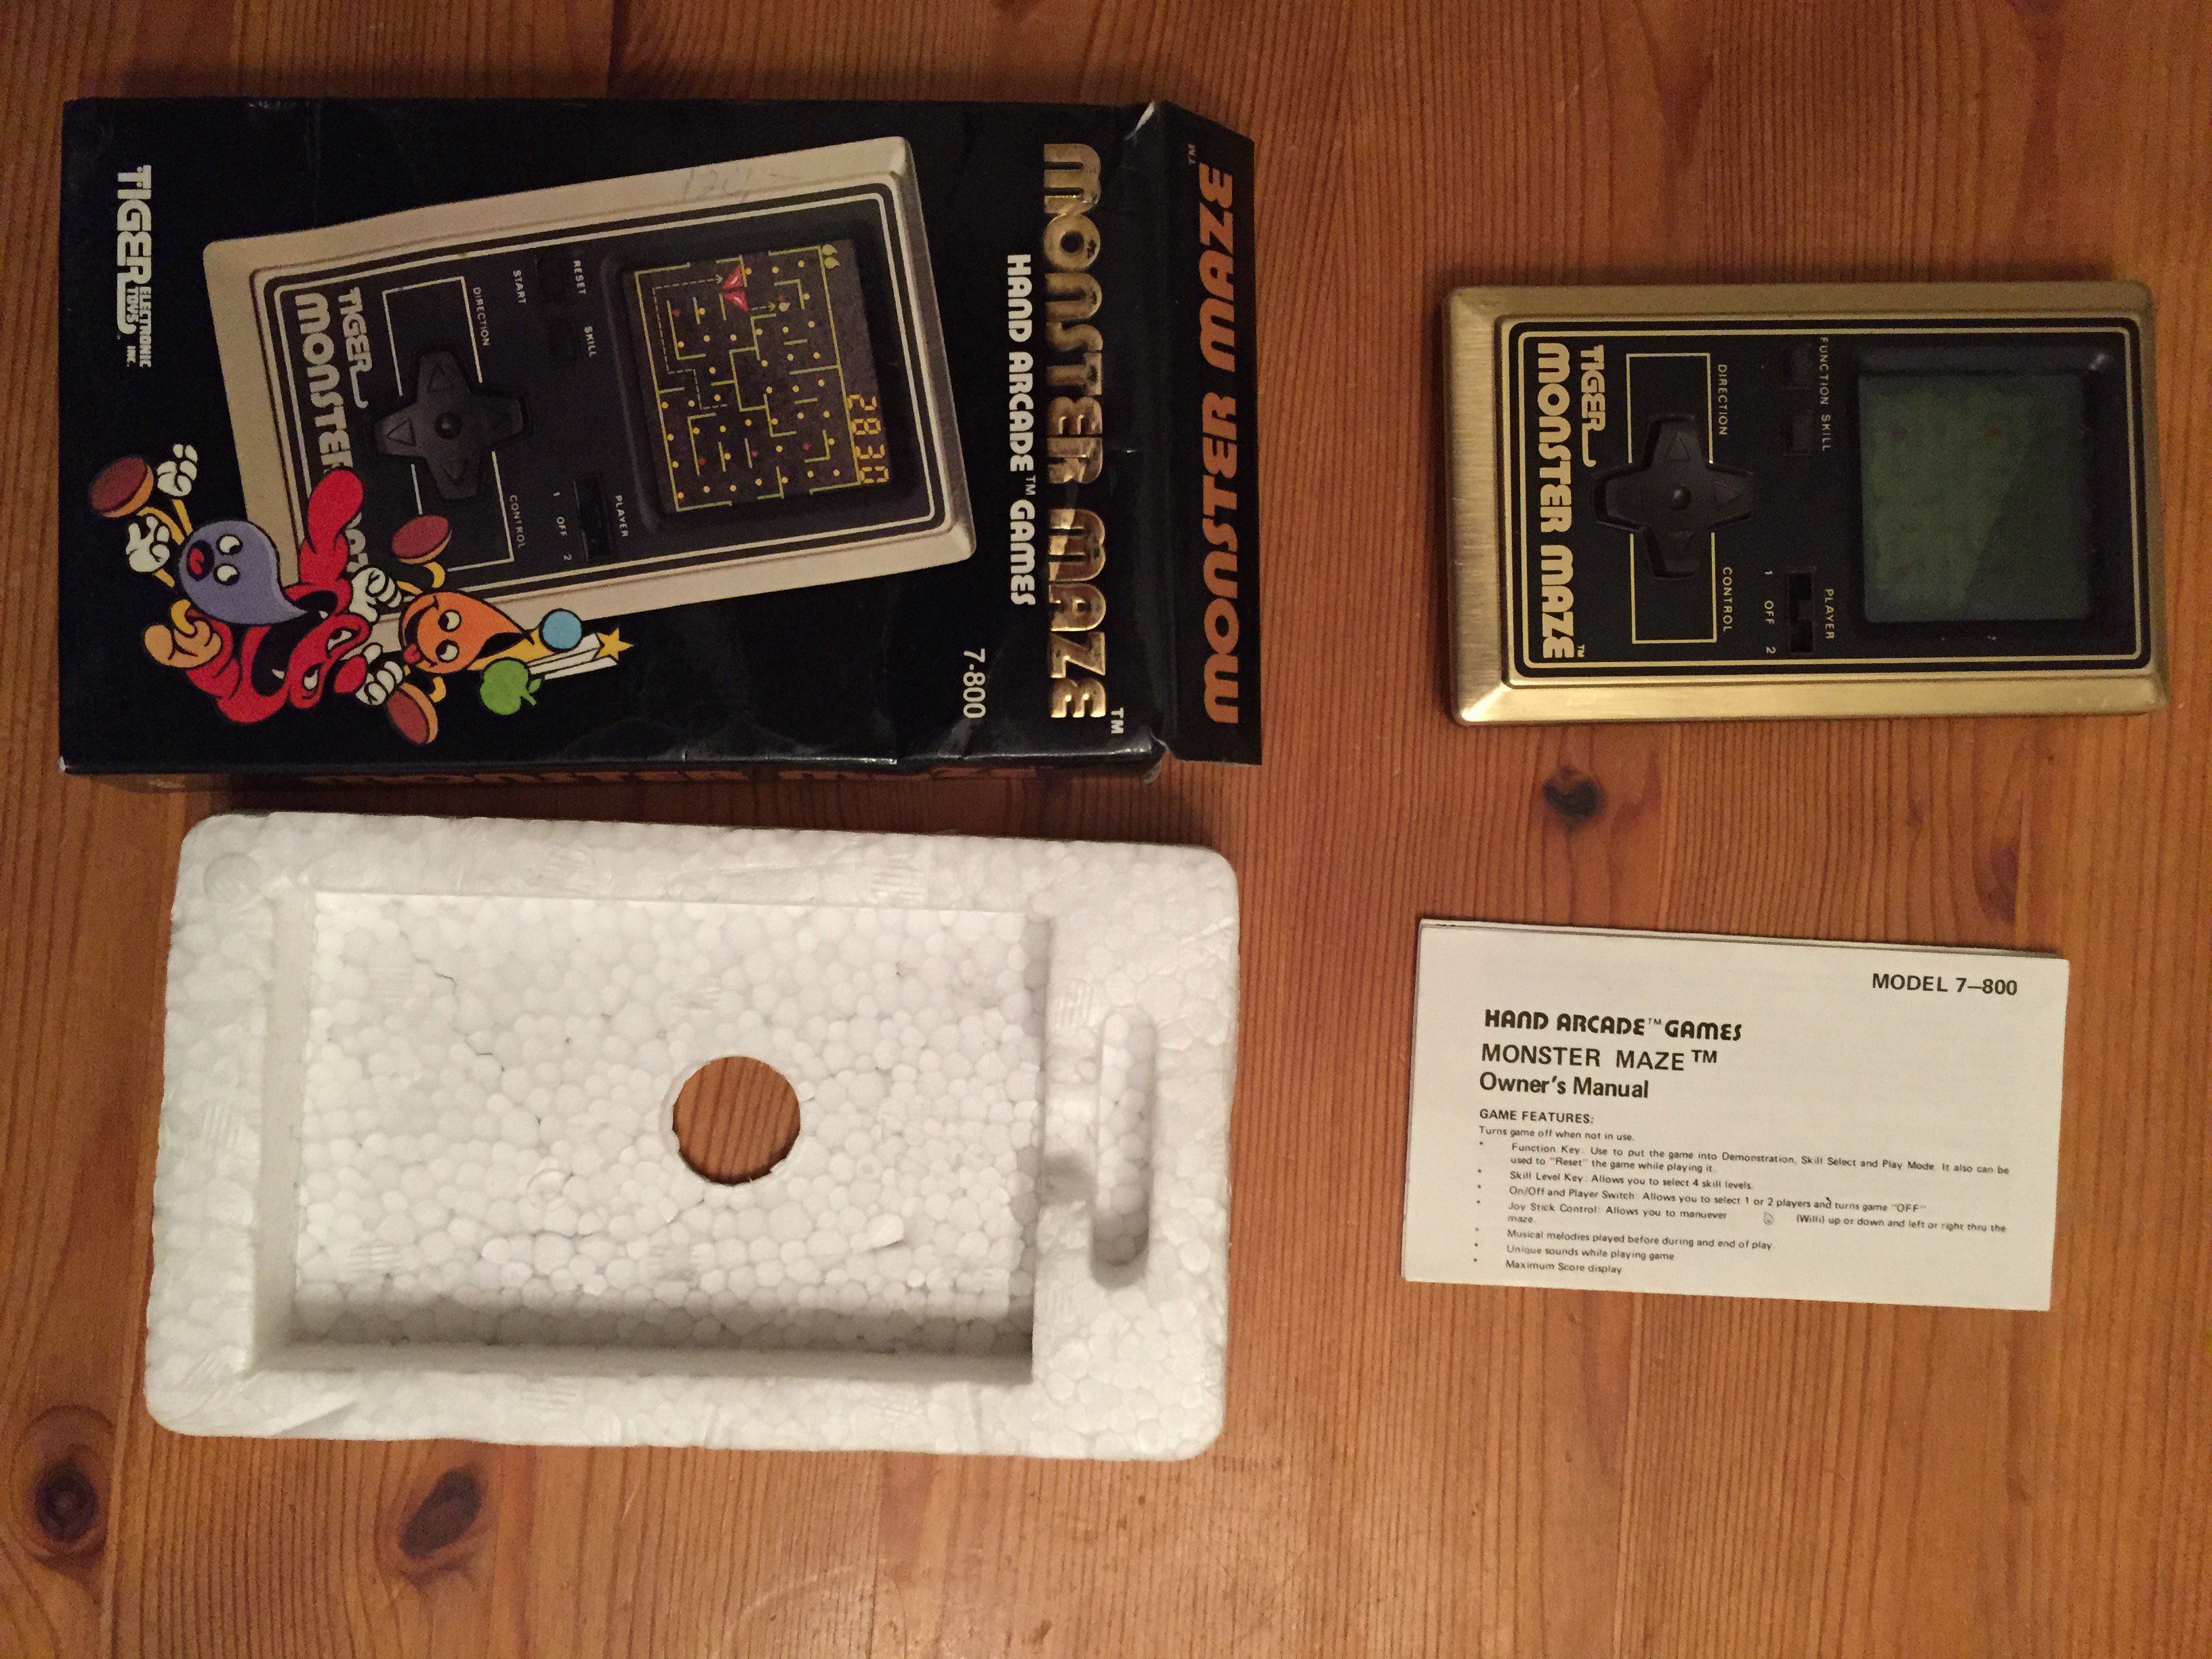 MONSTER MAZE™
MONSTER MAZE™
HAND ARCADE™ GAMES
7-800
2830
RESET
START
SKILL
PLAYER
1 OFF 2
DIRECTION
CONTROL
TIGER
MONSTER
TIGER
ELECTRONIC
TOYS INC.
FUNCTION SKILL
PLAYER
1 OFF 2
DIRECTION
CONTROL
TIGER
MONSTER MAZE™
MODEL 7—800
HAND ARCADE™ GAMES
MONSTER MAZE™
Owner's Manual
GAME FEATURES:
Turns game off when not in use.
• Function Key: Use to put the game into Demonstration, Skill Select and Play Mode. It also can be
used to "Reset" the game while playing it.
• Skill Level Key: Allows you to select 4 skill levels.
• On/Off and Player Switch: Allows you to select 1 or 2 players and turns game "OFF"
• Joy Stick Control: Allows you to manuever (Willi) up or down and left or right thru the
maze.
• Musical melodies played before during and end of play.
• Unique sounds while playing game
• Maximum Score display